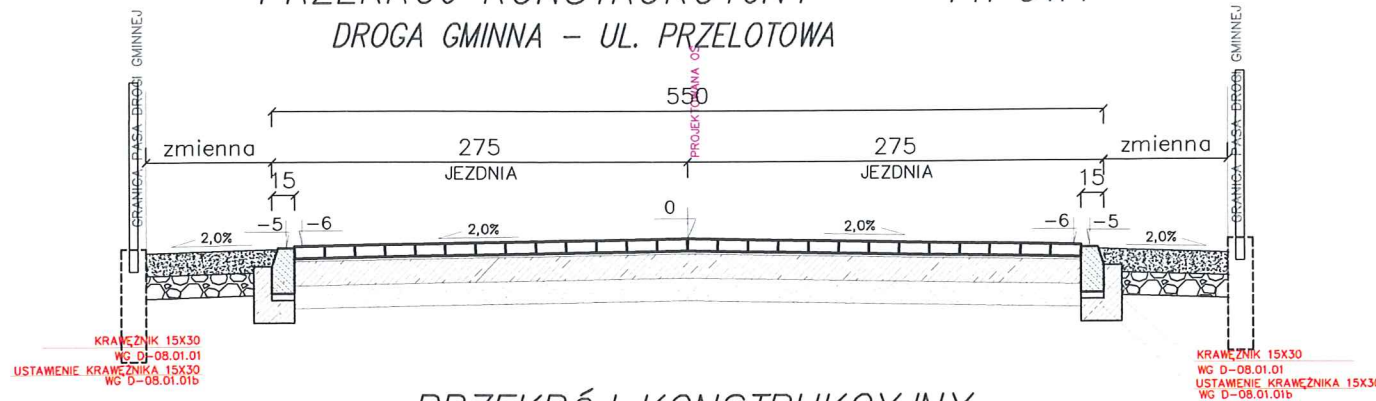 DROGA GMINNA – UL. PRZELOTOWA
GRANICA PASA DROGI GMINNEJ
PROJEKTOWANA OŚ
GRANICA PASA DROGI GMINNEJ
550
zmienna
275
275
zmienna
JEZDNIA
JEZDNIA
15
15
0
-5
-6
-6
-5
2,0%
2,0%
2,0%
2,0%
KRAWĘŻNIK 15X30
WG D-08.01.01
USTAWIENIE KRAWĘŻNIKA 15X30
WG D-08.01.01b
KRAWĘŻNIK 15X30
WG D-08.01.01
USTAWIENIE KRAWĘŻNIKA 15X30
WG D-08.01.01b
PRZEKRÓJ KONSTRUKCYJNY